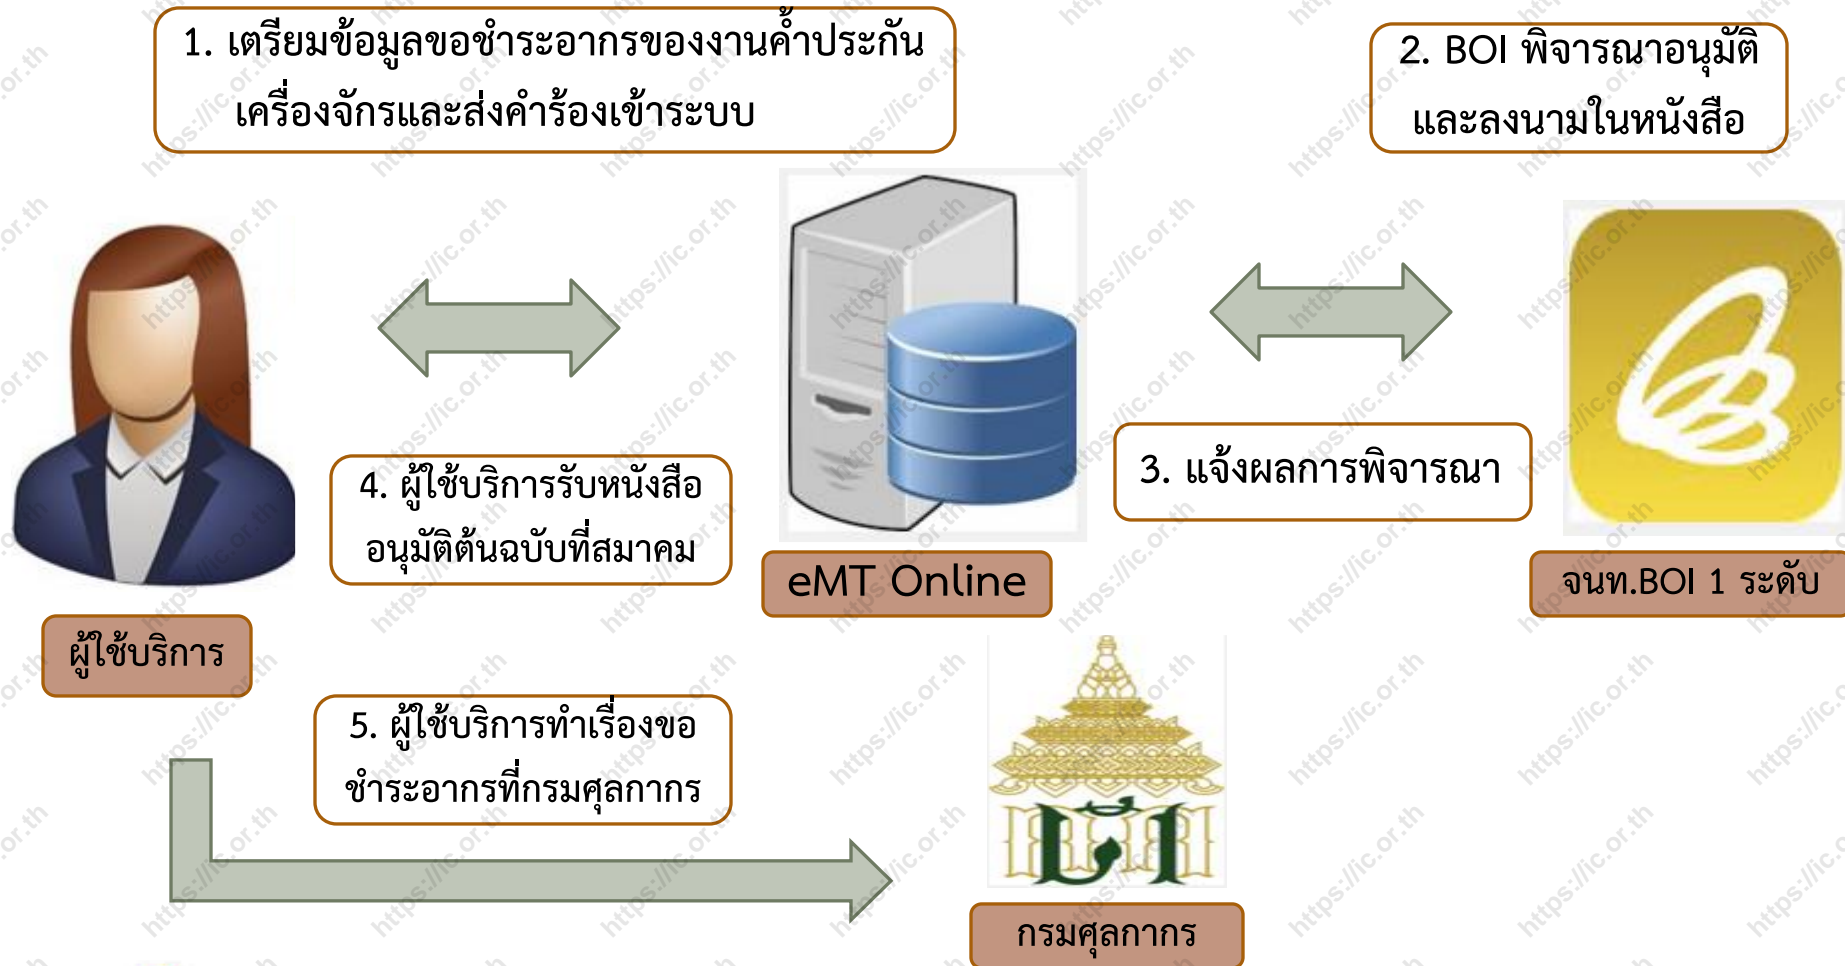 1. เตรียมข้อมูลขอชำระอากรของงานค้ำประกัน
เครื่องจักรและส่งคำร้องเข้าระบบ
2. BOI พิจารณาอนุมัติ
และลงนามในหนังสือ
3. แจ้งผลการพิจารณา
4. ผู้ใช้บริการรับหนังสือ
อนุมัติต้นฉบับที่สมาคม
eMT Online
จนท.BOI 1 ระดับ
ผู้ใช้บริการ
5. ผู้ใช้บริการทำเรื่องขอ
ชำระอากรที่กรมศุลกากร
กรมศุลกากร
https://ic.or.th